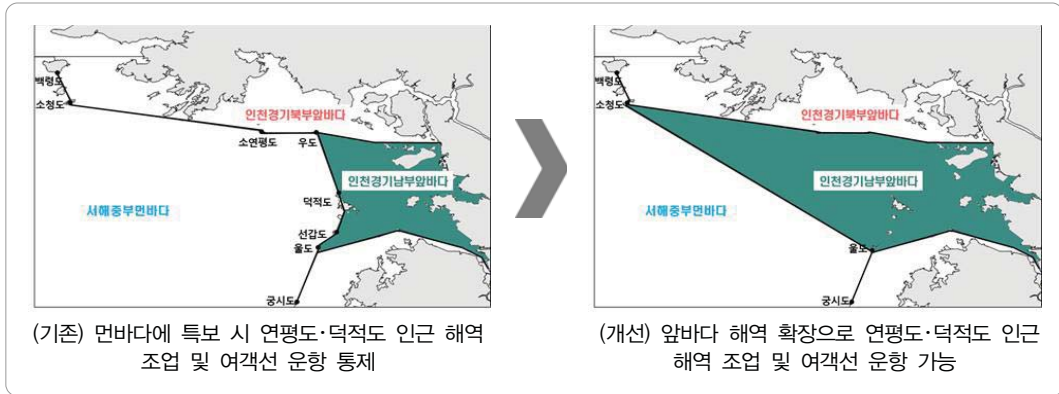 백령도
소청도
인천경기북부앞바다
소연평도
우도
인천경기남부앞바다
덕적도
서해중부먼바다
선갑도
울도
궁시도
(기존) 먼바다에 특보 시 연평도·덕적도 인근 해역
조업 및 여객선 운항 통제
백령도
소청도
인천경기북부앞바다
인천경기남부앞바다
서해중부먼바다
울도
궁시도
(개선) 앞바다 해역 확장으로 연평도·덕적도 인근
해역 조업 및 여객선 운항 가능